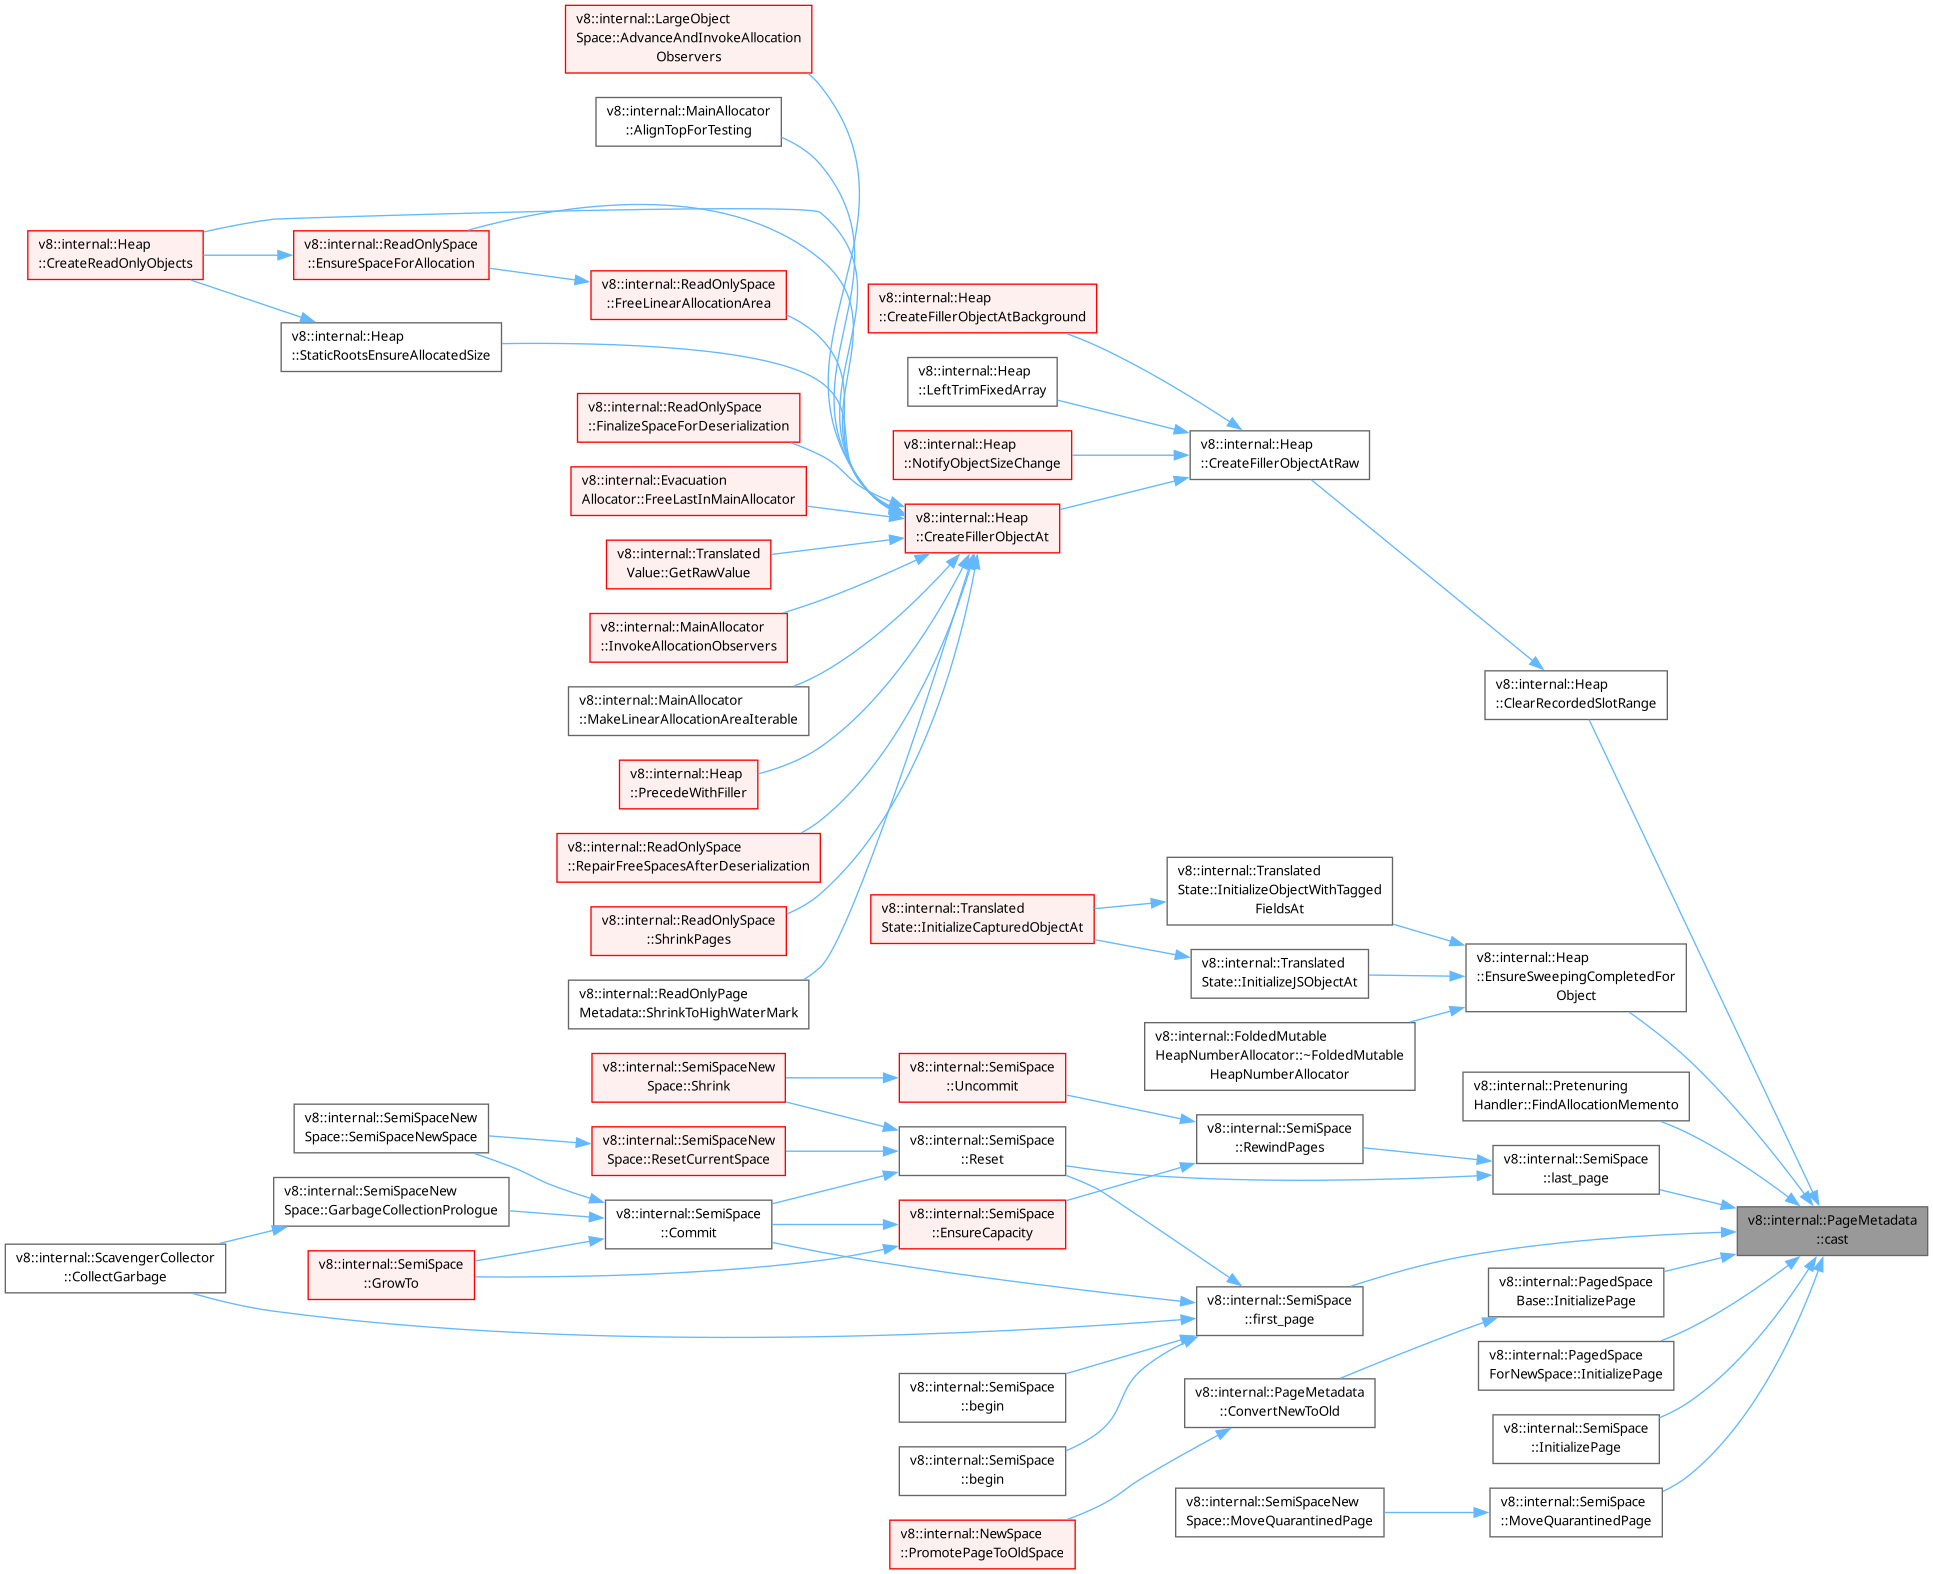 v8::internal::LargeObject
Space::AdvanceAndInvokeAllocation
Observers
v8::internal::MainAllocator
::AlignTopForTesting
v8::internal::Heap
::CreateReadOnlyObjects
v8::internal::ReadOnlySpace
::EnsureSpaceForAllocation
v8::internal::ReadOnlySpace
::FreeLinearAllocationArea
v8::internal::Heap
::StaticRootsEnsureAllocatedSize
v8::internal::Heap
::CreateFillerObjectAtBackground
v8::internal::Heap
::LeftTrimFixedArray
v8::internal::ReadOnlySpace
::FinalizeSpaceForDeserialization
v8::internal::Heap
::NotifyObjectSizeChange
v8::internal::Heap
::CreateFillerObjectAtRaw
v8::internal::Evacuation
Allocator::FreeLastInMainAllocator
v8::internal::Heap
::CreateFillerObjectAt
v8::internal::Translated
Value::GetRawValue
v8::internal::MainAllocator
::InvokeAllocationObservers
v8::internal::MainAllocator
::MakeLinearAllocationAreaIterable
v8::internal::Heap
::ClearRecordedSlotRange
v8::internal::Heap
::PrecedeWithFiller
v8::internal::ReadOnlySpace
::RepairFreeSpacesAfterDeserialization
v8::internal::ReadOnlySpace
::ShrinkPages
v8::internal::Translated
State::InitializeCapturedObjectAt
v8::internal::Translated
State::InitializeObjectWithTagged
FieldsAt
v8::internal::Translated
State::InitializeJSObjectAt
v8::internal::Heap
::EnsureSweepingCompletedFor
Object
v8::internal::ReadOnlyPage
Metadata::ShrinkToHighWaterMark
v8::internal::FoldedMutable
HeapNumberAllocator::~FoldedMutable
HeapNumberAllocator
v8::internal::SemiSpaceNew
Space::Shrink
v8::internal::SemiSpace
::Uncommit
v8::internal::Pretenuring
Handler::FindAllocationMemento
v8::internal::SemiSpaceNew
Space::SemiSpaceNewSpace
v8::internal::SemiSpaceNew
Space::ResetCurrentSpace
v8::internal::SemiSpace
::Reset
v8::internal::SemiSpace
::RewindPages
v8::internal::SemiSpace
::last_page
v8::internal::SemiSpaceNew
Space::GarbageCollectionPrologue
v8::internal::SemiSpace
::Commit
v8::internal::SemiSpace
::EnsureCapacity
v8::internal::PageMetadata
::cast
v8::internal::ScavengerCollector
::CollectGarbage
v8::internal::SemiSpace
::GrowTo
v8::internal::SemiSpace
::first_page
v8::internal::PagedSpace
Base::InitializePage
v8::internal::PagedSpace
ForNewSpace::InitializePage
v8::internal::SemiSpace
::begin
v8::internal::PageMetadata
::ConvertNewToOld
v8::internal::SemiSpace
::InitializePage
v8::internal::SemiSpace
::begin
v8::internal::SemiSpaceNew
Space::MoveQuarantinedPage
v8::internal::SemiSpace
::MoveQuarantinedPage
v8::internal::NewSpace
::PromotePageToOldSpace